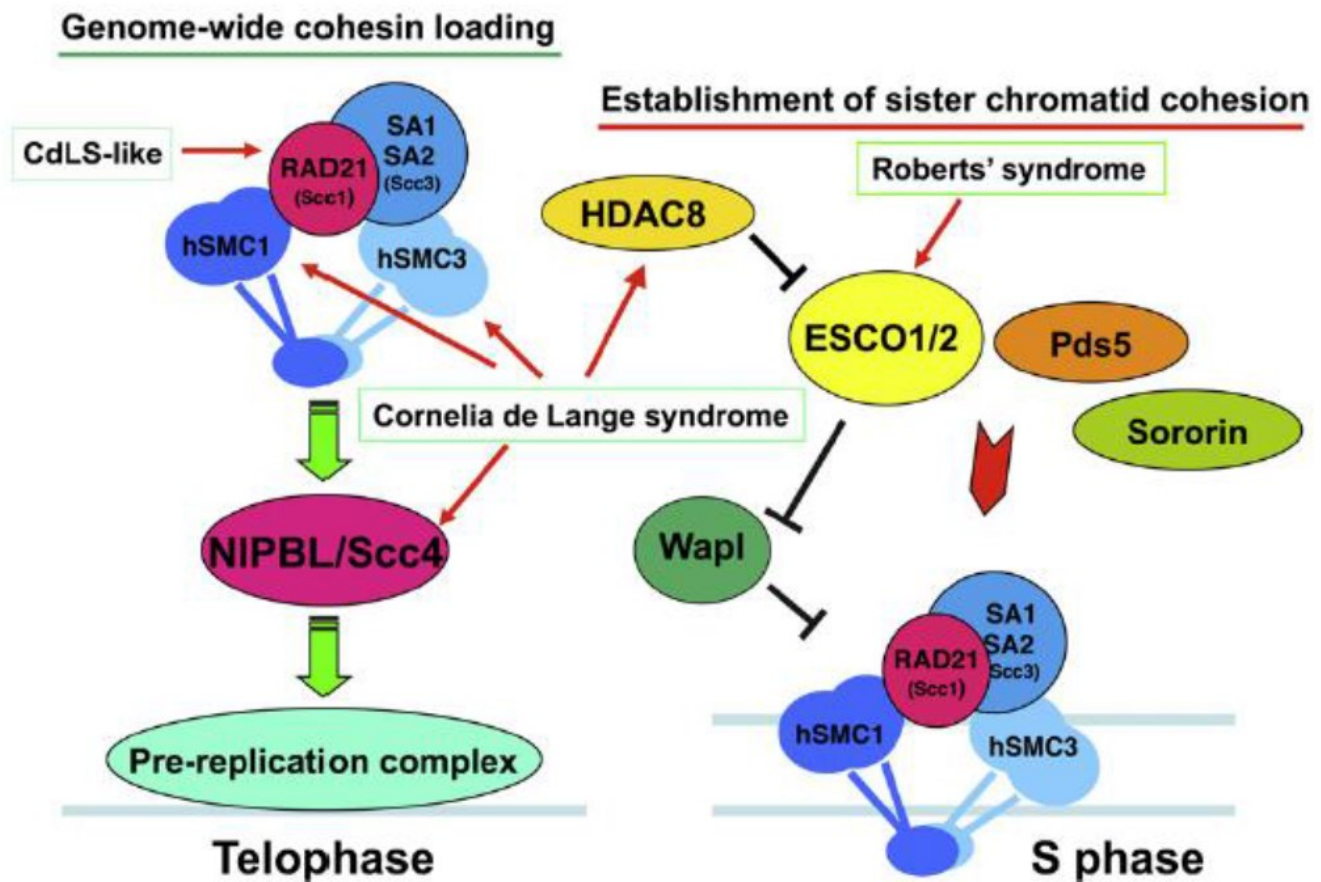 Genome-wide cohesin loading
Establishment of sister chromatid cohesion
CdLS-like
SA1
SA2
(Scc3)
RAD21
(Scc1)
hSMC1
hSMC3
HDAC8
Roberts' syndrome
ESCO1/2
Pds5
Sororin
Cornelia de Lange syndrome
NIPBL/Scc4
Wapl
SA1
SA2
Scc3)
RAD21
(Scc1)
hSMC1
hSMC3
Pre-replication complex
Telophase
S phase